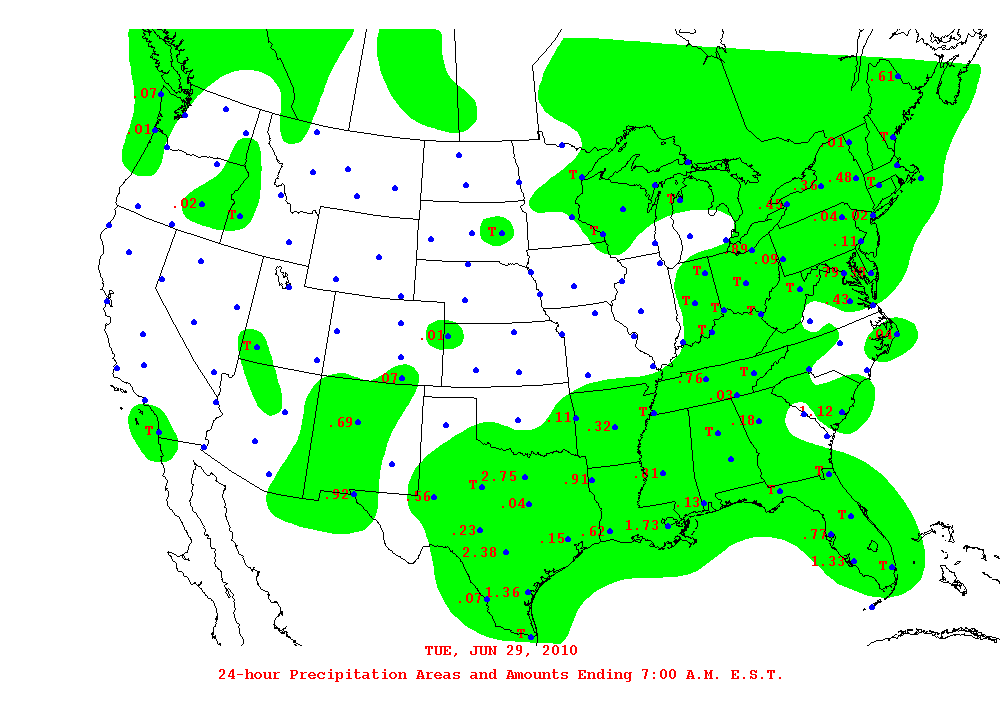 .61
.07
.01
T
.01
T
.36
.48
T
.02
T
T
.45
.04
.02
T
T
.11
.89
.09
T
.79
T
T
.43
T
T
T
.01
T
.04
T
.07
.76
T
.03
.11
T
1.12
.69
.32
.18
T
T
.81
T
2.75
.91
T
T
.92
.56
.04
.13
T
.23
.15
.62
1.73
.77
2.38
1.33
T
.07
1.36
T
TUE, JUN 29, 2010
24-hour Precipitation Areas and Amounts Ending 7:00 A.M. E.S.T.